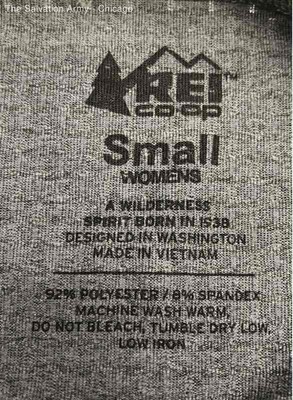 The Salvation Army - Chicago
REI
co·op
TM
Small
WOMENS
A WILDERNESS
SPIRIT BORN IN 1938
DESIGNED IN WASHINGTON
MADE IN VIETNAM
92% POLYESTER / 8% SPANDEX
MACHINE WASH WARM,
DO NOT BLEACH, TUMBLE DRY LOW,
LOW IRON